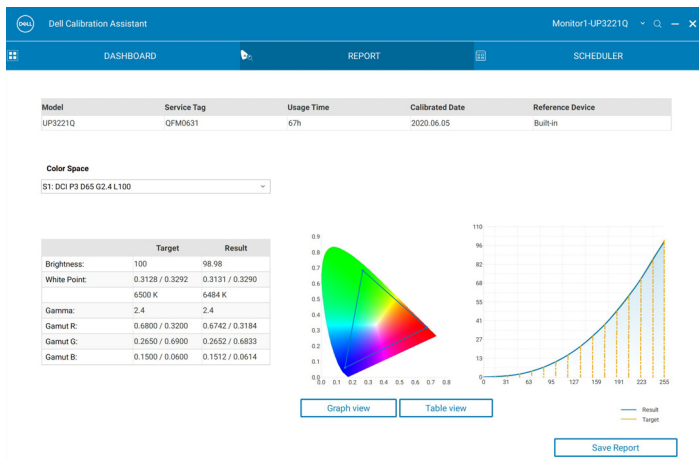 DELL Dell Calibration Assistant Monitor1-UP3221Q
DASHBOARD REPORT SCHEDULER
Model Service Tag Usage Time Calibrated Date Reference Device
UP3221Q QFM0631 67h 2020.06.05 Built-in
Color Space
S1: DCI P3 D65 G2.4 L100
Target Result
Brightness: 100 98.98
White Point: 0.3128 / 0.3292 0.3131 / 0.3290
6500 K 6484 K
Gamma: 2.4 2.4
Gamut R: 0.6800 / 0.3200 0.6742 / 0.3184
Gamut G: 0.2650 / 0.6900 0.2652 / 0.6833
Gamut B: 0.1500 / 0.0600 0.1512 / 0.0614
0.9
0.8
0.7
0.6
0.5
0.4
0.3
0.2
0.1
0.0
0.0 0.1 0.2 0.3 0.4 0.5 0.6 0.7 0.8
Graph view Table view
110
96
82
68
55
41
27
13
0
0 31 63 95 127 159 191 223 255
Result
Target
Save Report